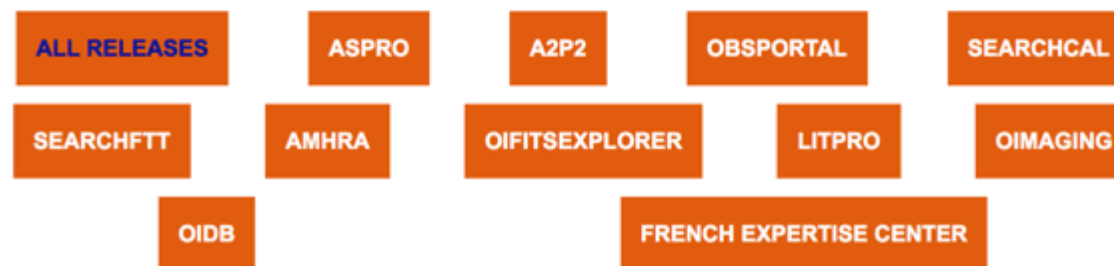 ALL RELEASES ASPRO A2P2 OBSPORTAL SEARCHCAL
SEARCHFTT AMHRA OIFITSEXPLORER LITPRO OIMAGING
OIDB FRENCH EXPERTISE CENTER